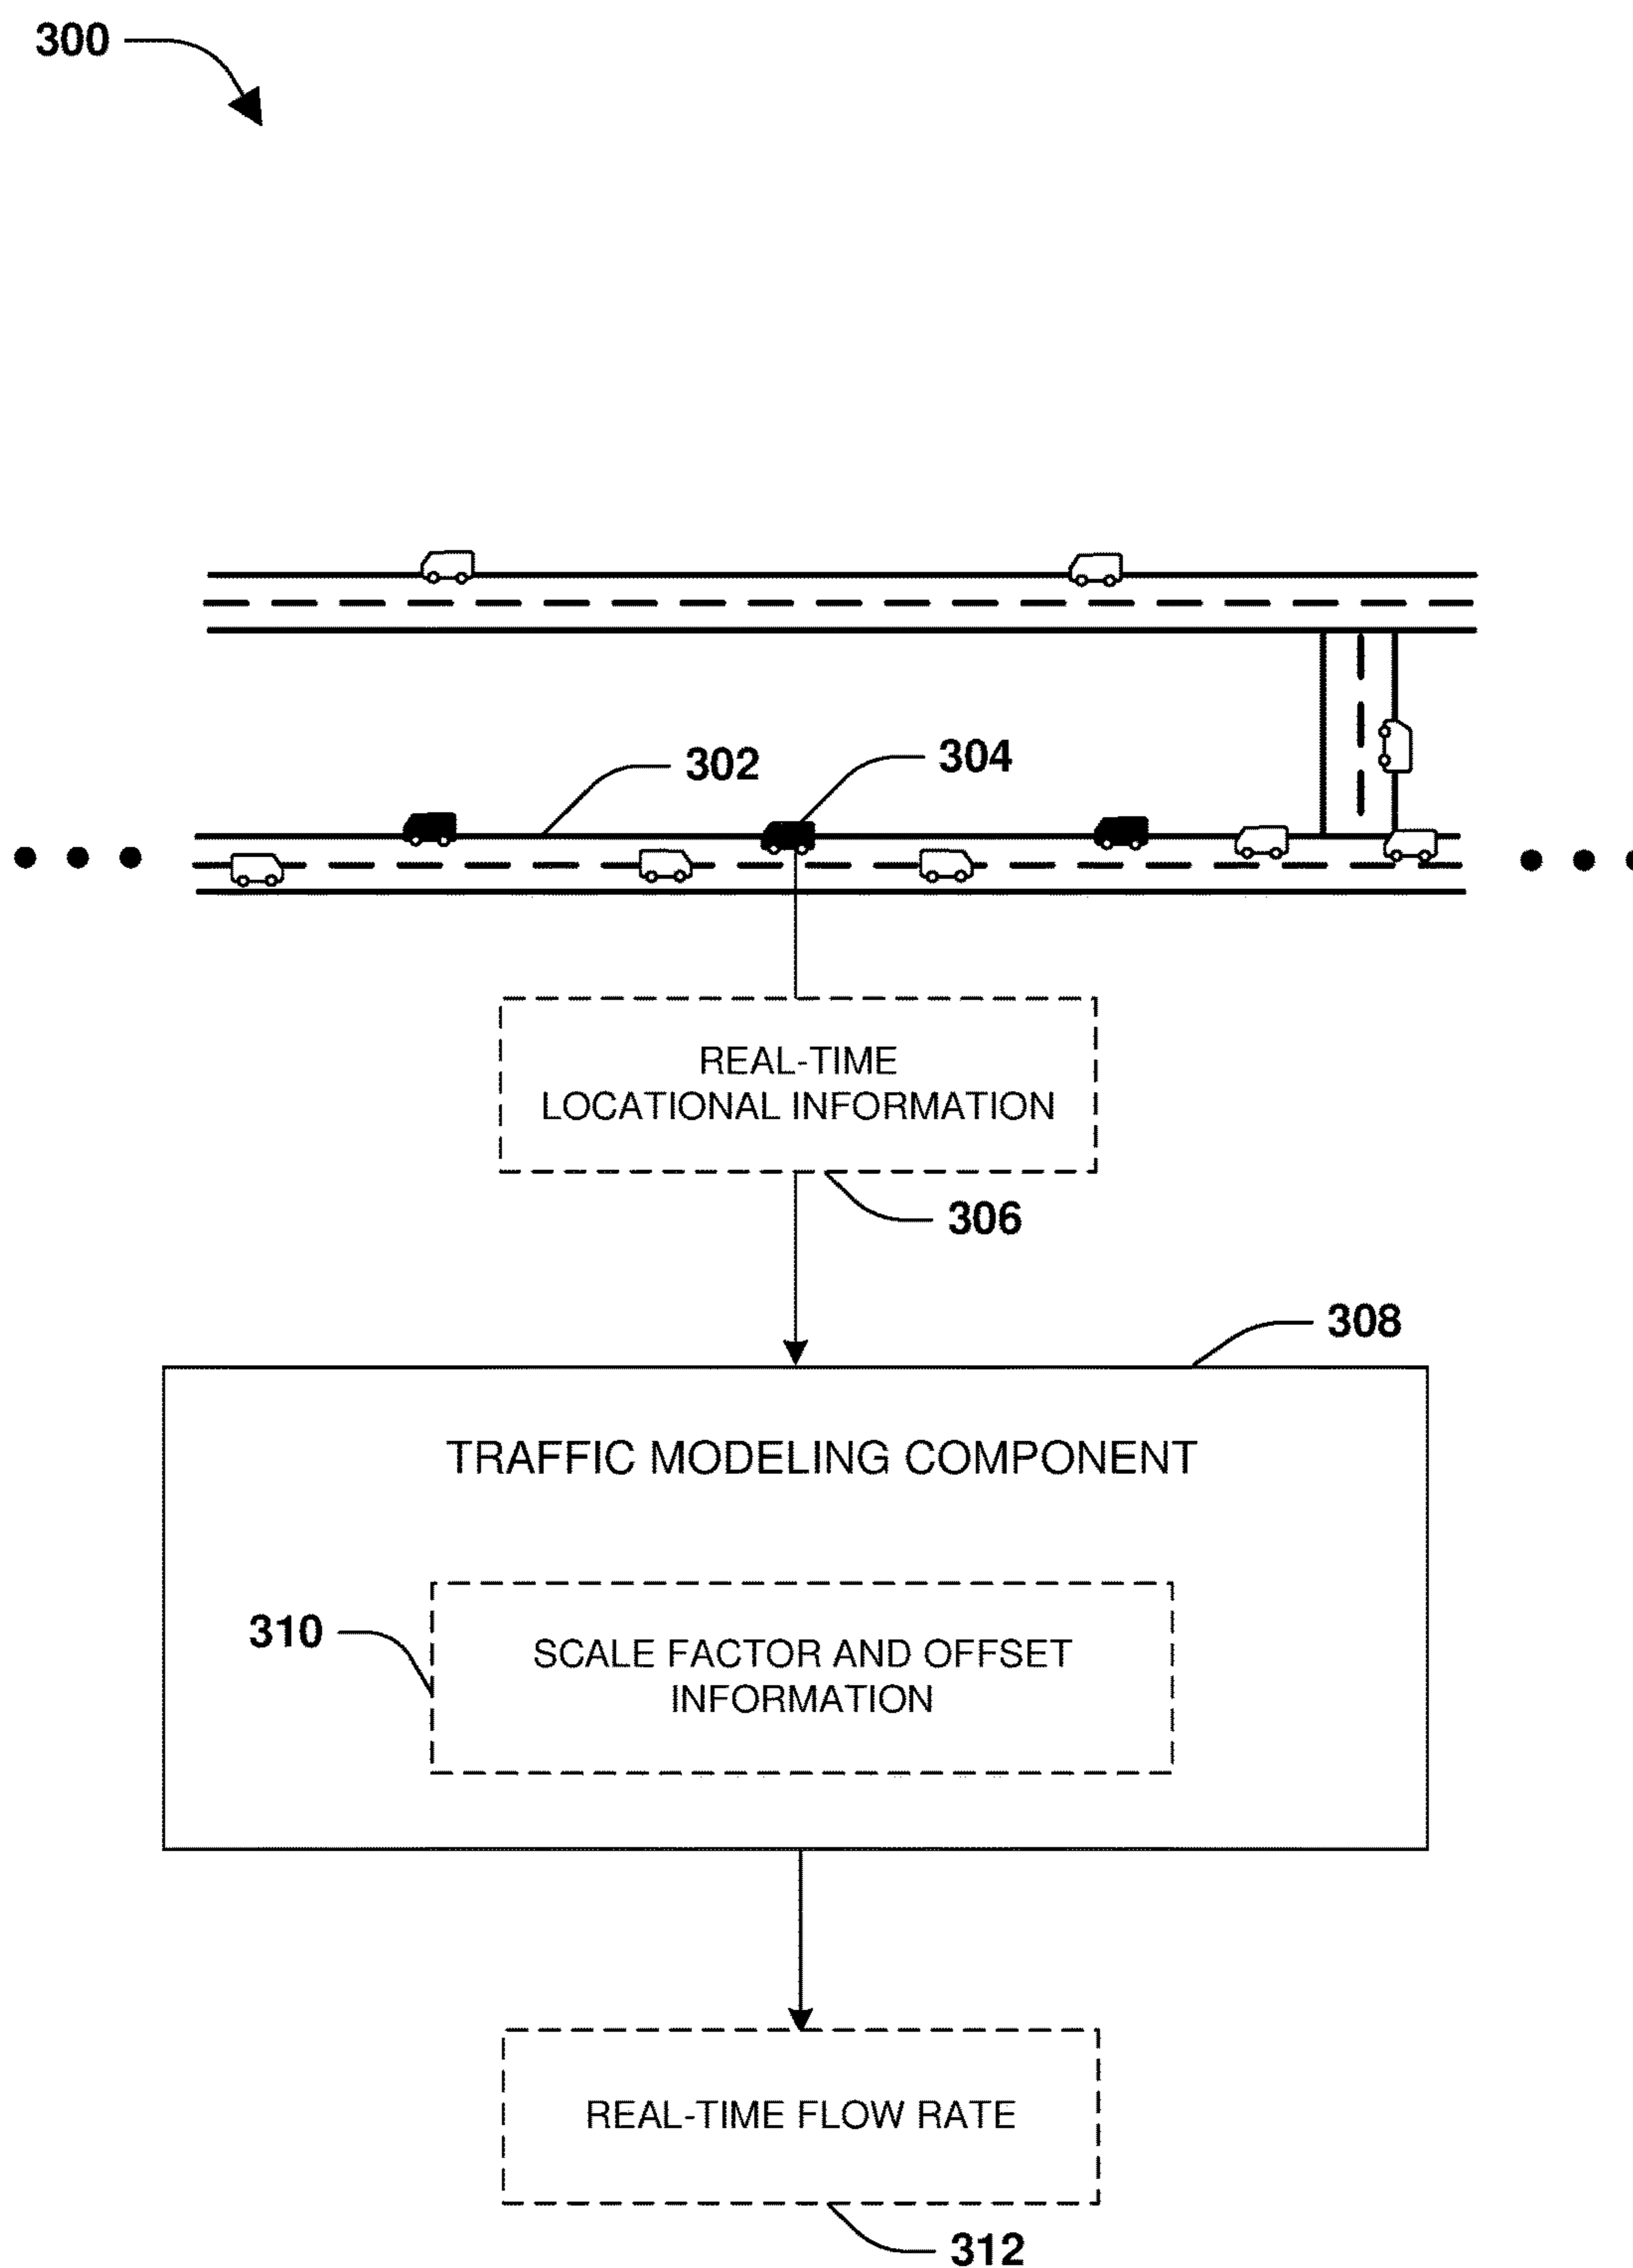 300
302
304
REAL-TIME
LOCATIONAL INFORMATION
306
308
TRAFFIC MODELING COMPONENT
310
SCALE FACTOR AND OFFSET
INFORMATION
REAL-TIME FLOW RATE
312